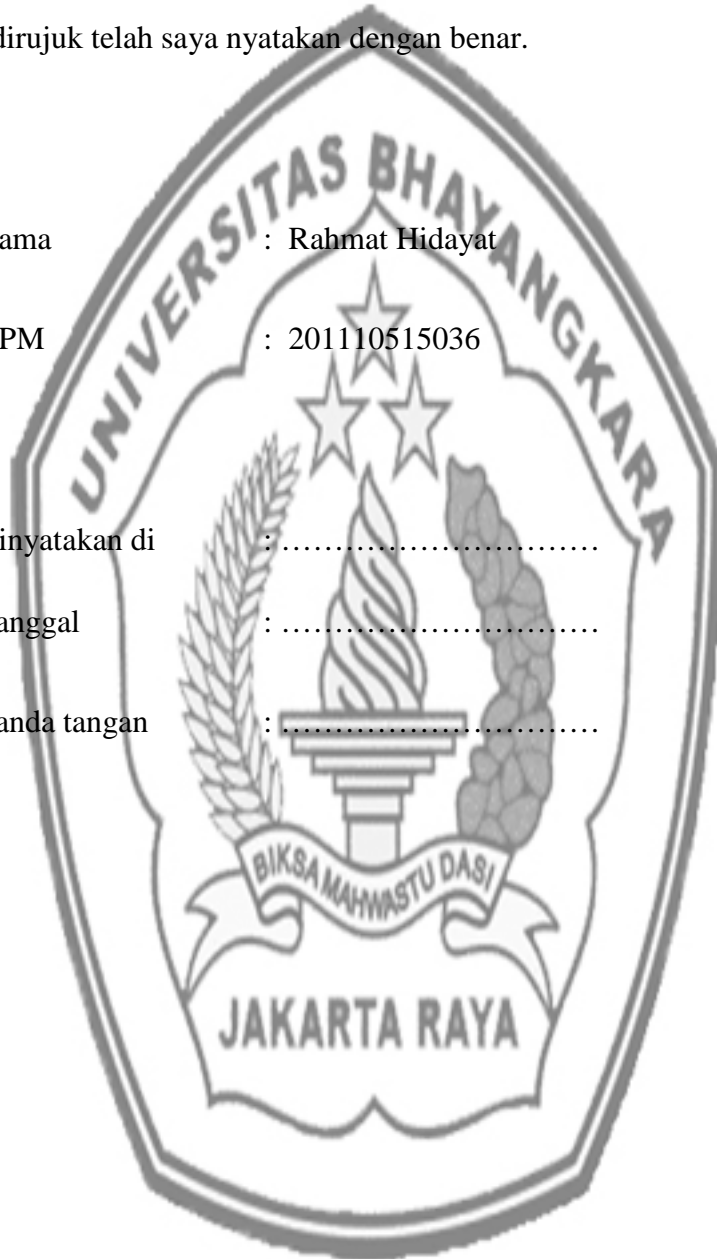 dirujuk telah saya nyatakan dengan benar.
UNIVERSITAS BHAYANGKARA
ama : Rahmat Hidayat
PM : 201110515036
inyatakan di : ..............................
anggal : ..............................
anda tangan : ..............................
BIKSA MAHWASTU DASI
JAKARTA RAYA